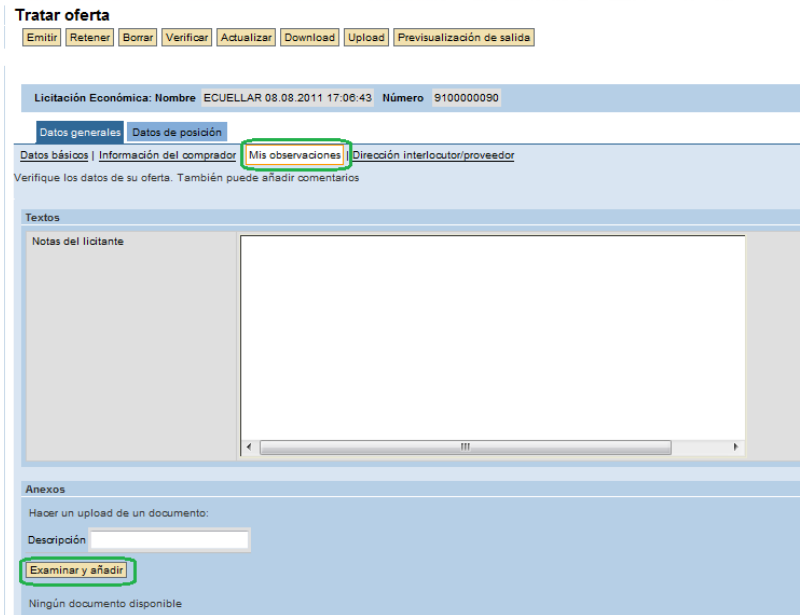 Tratar oferta
Emitir Retener Borrar Verificar Actualizar Download Upload Previsualización de salida
Licitación Económica: Nombre ECUELLAR 08.08.2011 17:06:43 Número 9100000090
Datos generales Datos de posición
Datos básicos | Información del comprador | Mis observaciones | Dirección interlocutor/proveedor
Verifique los datos de su oferta. También puede añadir comentarios
Textos
Notas del licitante
Anexos
Hacer un upload de un documento:
Descripción
Examinar y añadir
Ningún documento disponible